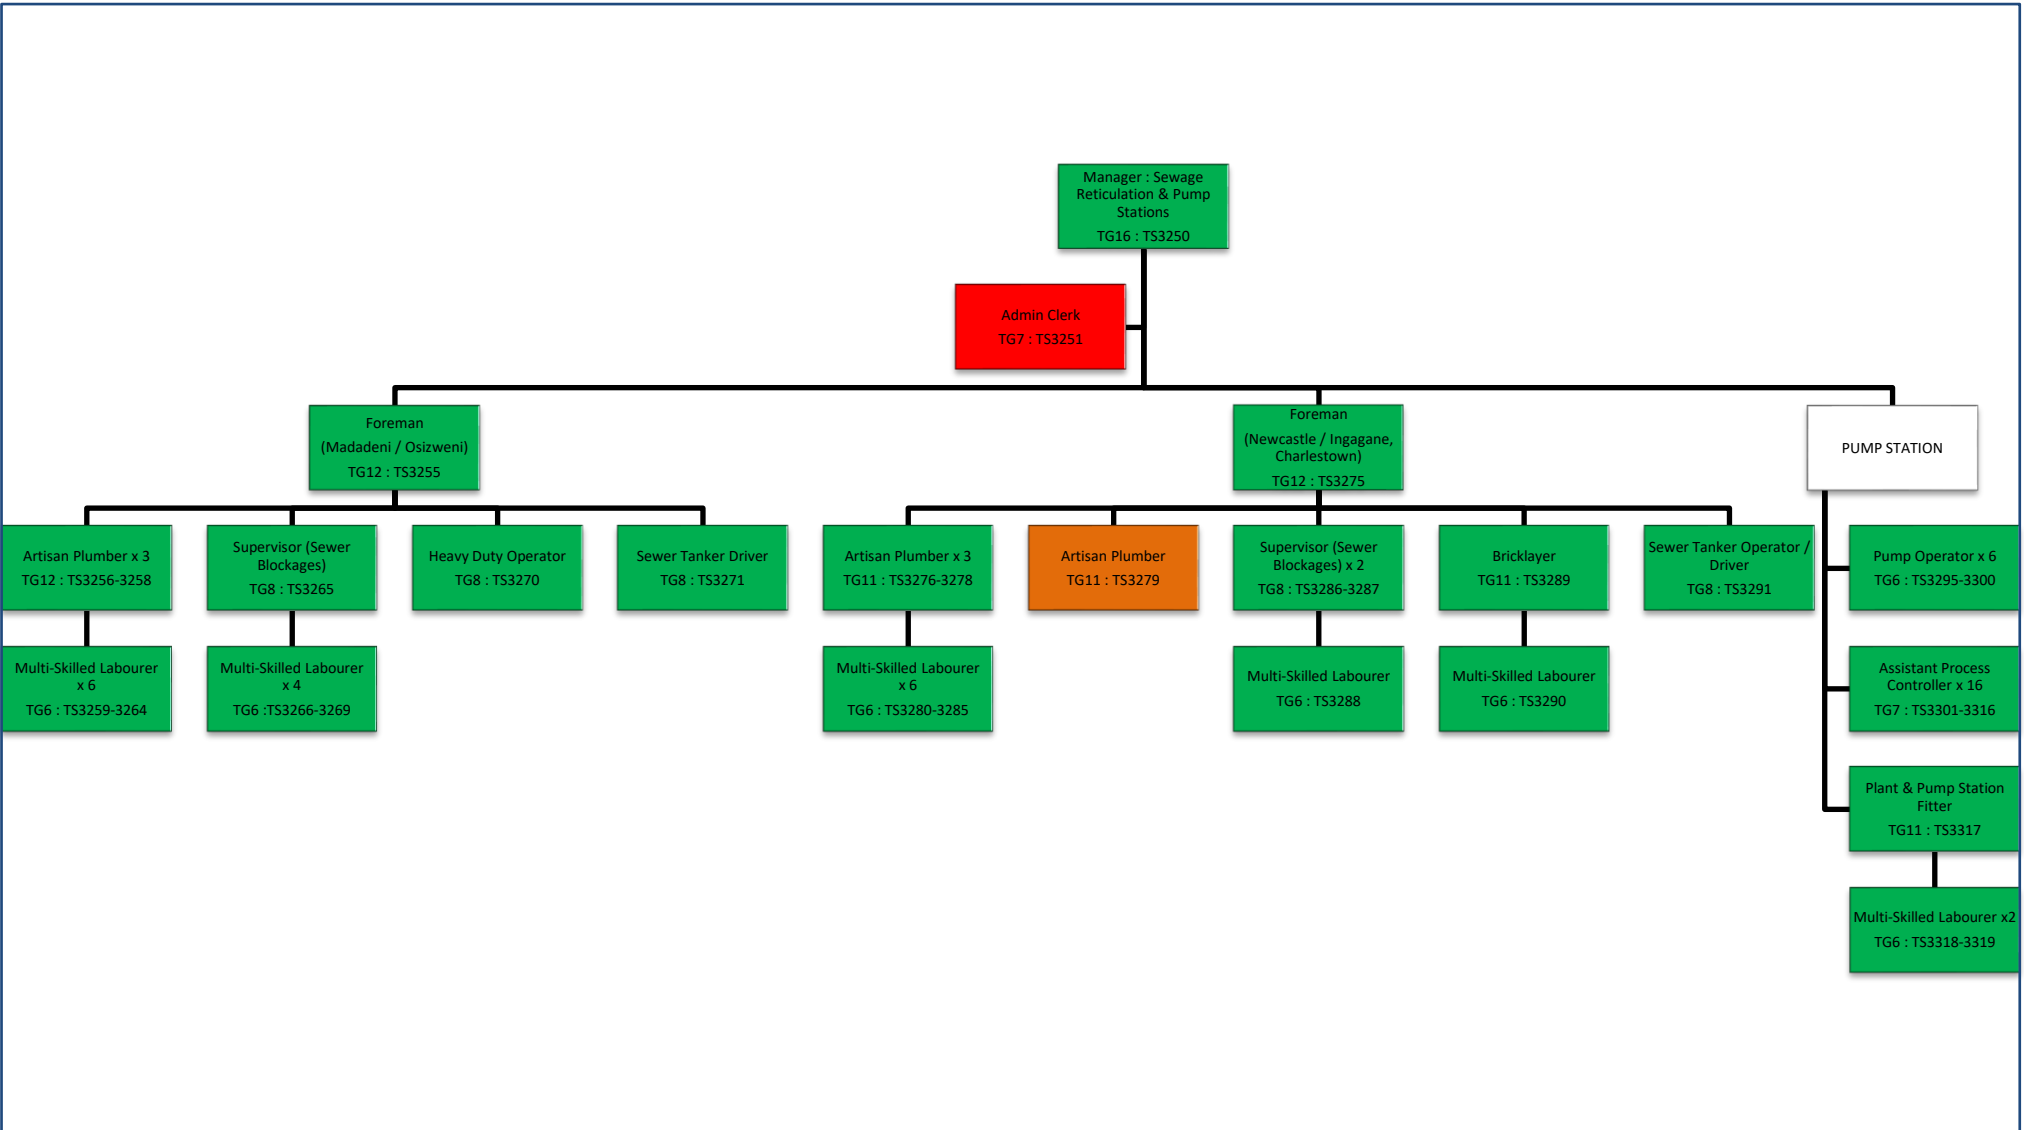 Manager : Sewage
Reticulation & Pump
Stations
TG16 : TS3250
Admin Clerk
TG7 : TS3251
Foreman
(Madadeni / Osizweni)
TG12 : TS3255
Foreman
(Newcastle / Ingagane,
Charlestown)
TG12 : TS3275
PUMP STATION
Artisan Plumber x 3
TG12 : TS3256-3258
Supervisor (Sewer
Blockages)
TG8 : TS3265
Heavy Duty Operator
TG8 : TS3270
Sewer Tanker Driver
TG8 : TS3271
Artisan Plumber x 3
TG11 : TS3276-3278
Artisan Plumber
TG11 : TS3279
Supervisor (Sewer
Blockages) x 2
TG8 : TS3286-3287
Bricklayer
TG11 : TS3289
Sewer Tanker Operator /
Driver
TG8 : TS3291
Pump Operator x 6
TG6 : TS3295-3300
Multi-Skilled Labourer
x 6
TG6 : TS3259-3264
Multi-Skilled Labourer
x 4
TG6 :TS3266-3269
Multi-Skilled Labourer
x 6
TG6 : TS3280-3285
Multi-Skilled Labourer
TG6 : TS3288
Multi-Skilled Labourer
TG6 : TS3290
Assistant Process
Controller x 16
TG7 : TS3301-3316
Plant & Pump Station
Fitter
TG11 : TS3317
Multi-Skilled Labourer x2
TG6 : TS3318-3319